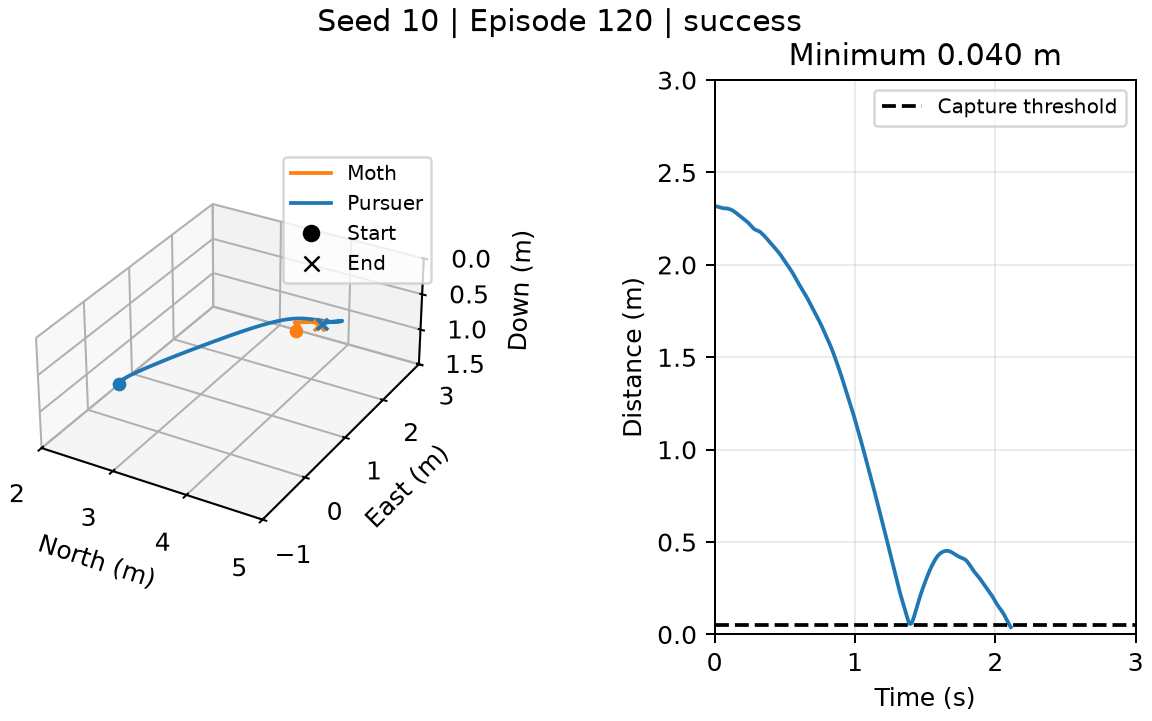 Seed 10 | Episode 120 | success
Moth
Pursuer
Start
End
0.0
0.5
1.0
1.5
Down (m)
3
2
1
0
−1
East (m)
2
3
4
5
North (m)
Minimum 0.040 m
Capture threshold
3.0
2.5
2.0
1.5
1.0
0.5
0.0
Distance (m)
0
1
2
3
Time (s)